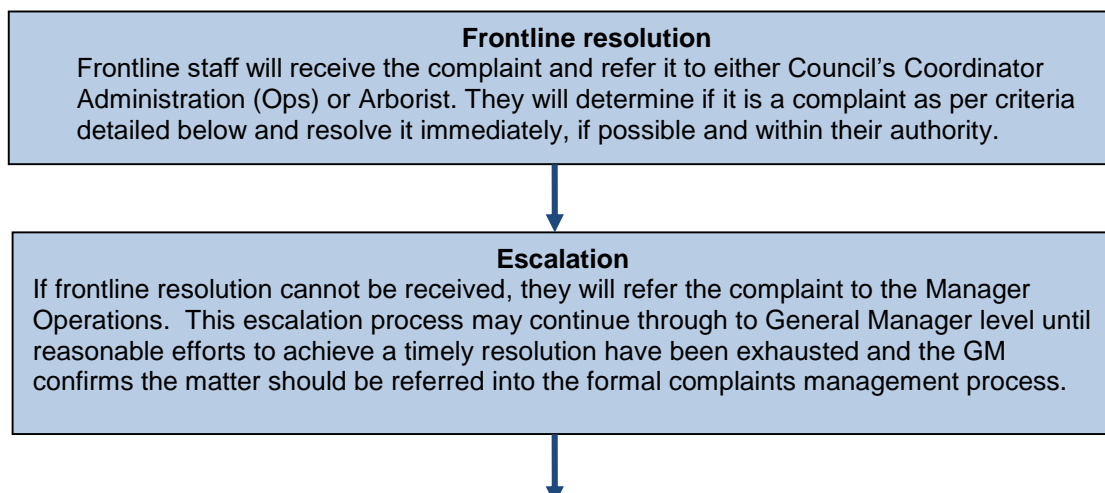 Frontline resolution
Frontline staff will receive the complaint and refer it to either Council’s Coordinator
Administration (Ops) or Arborist. They will determine if it is a complaint as per criteria
detailed below and resolve it immediately, if possible and within their authority.
Escalation
If frontline resolution cannot be received, they will refer the complaint to the Manager
Operations.  This escalation process may continue through to General Manager level until
reasonable efforts to achieve a timely resolution have been exhausted and the GM
confirms the matter should be referred into the formal complaints management process.